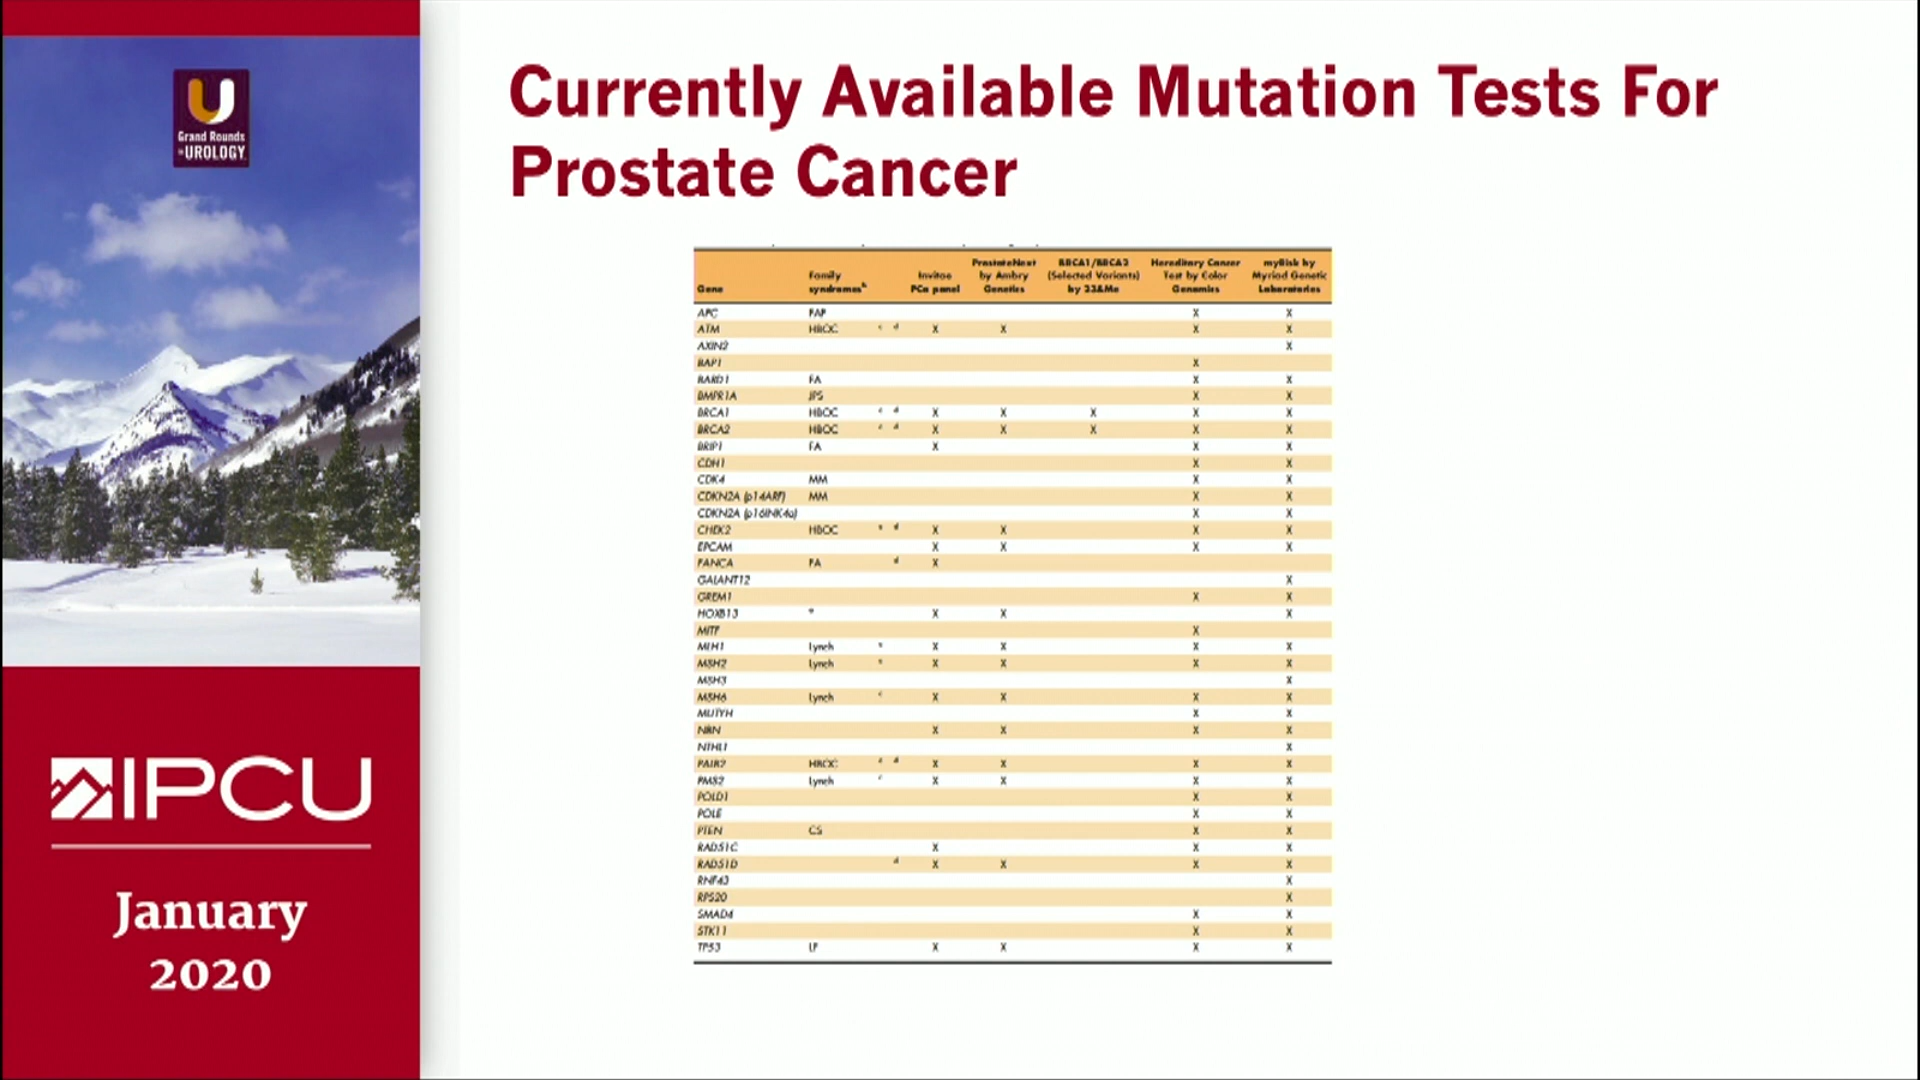 Grand Rounds
in UROLOGY
IPCU
January
2020
Currently Available Mutation Tests For
Prostate Cancer
Gene Family syndromes Invitae PCa panel ProstateNext by Ambry Genetics BRCA1/BRCA2 (Selected Variants) by 23&Me Hereditary Cancer Test by Color Genomics myRisk by Myriad Genetic Laboratories
APC FAP X X
ATM HBOC c d X X X X
AXIN2 X
BAP1 X
BARD1 FA X X
BMPR1A JPS X X
BRCA1 HBOC c d X X X X X
BRCA2 HBOC c d X X X X X
BRIP1 FA X X X
CDH1 X X
CDK4 MM X X
CDKN2A (p14ARF) MM X X
CDKN2A (p16INK4a) X X
CHEK2 HBOC d X X X X
EPCAM X X X X
FANCA FA d X
GALANT12 X
GREM1 X X
HOXB13 X X X
MITF X
MLH1 Lynch X X X X
MSH2 Lynch X X X X
MSH3 X
MSH6 Lynch c X X X X
MUTYH X X
NBN X X X X
NTHL1 X
PALB2 HBOC c d X X X X
PMS2 Lynch c X X X X
POLD1 X X
POLE X X
PTEN CS X X
RAD51C X X X
RAD51D d X X X X
RNF43 X
RPS20 X
SMAD4 X X
STK11 X X
TP53 LF X X X X